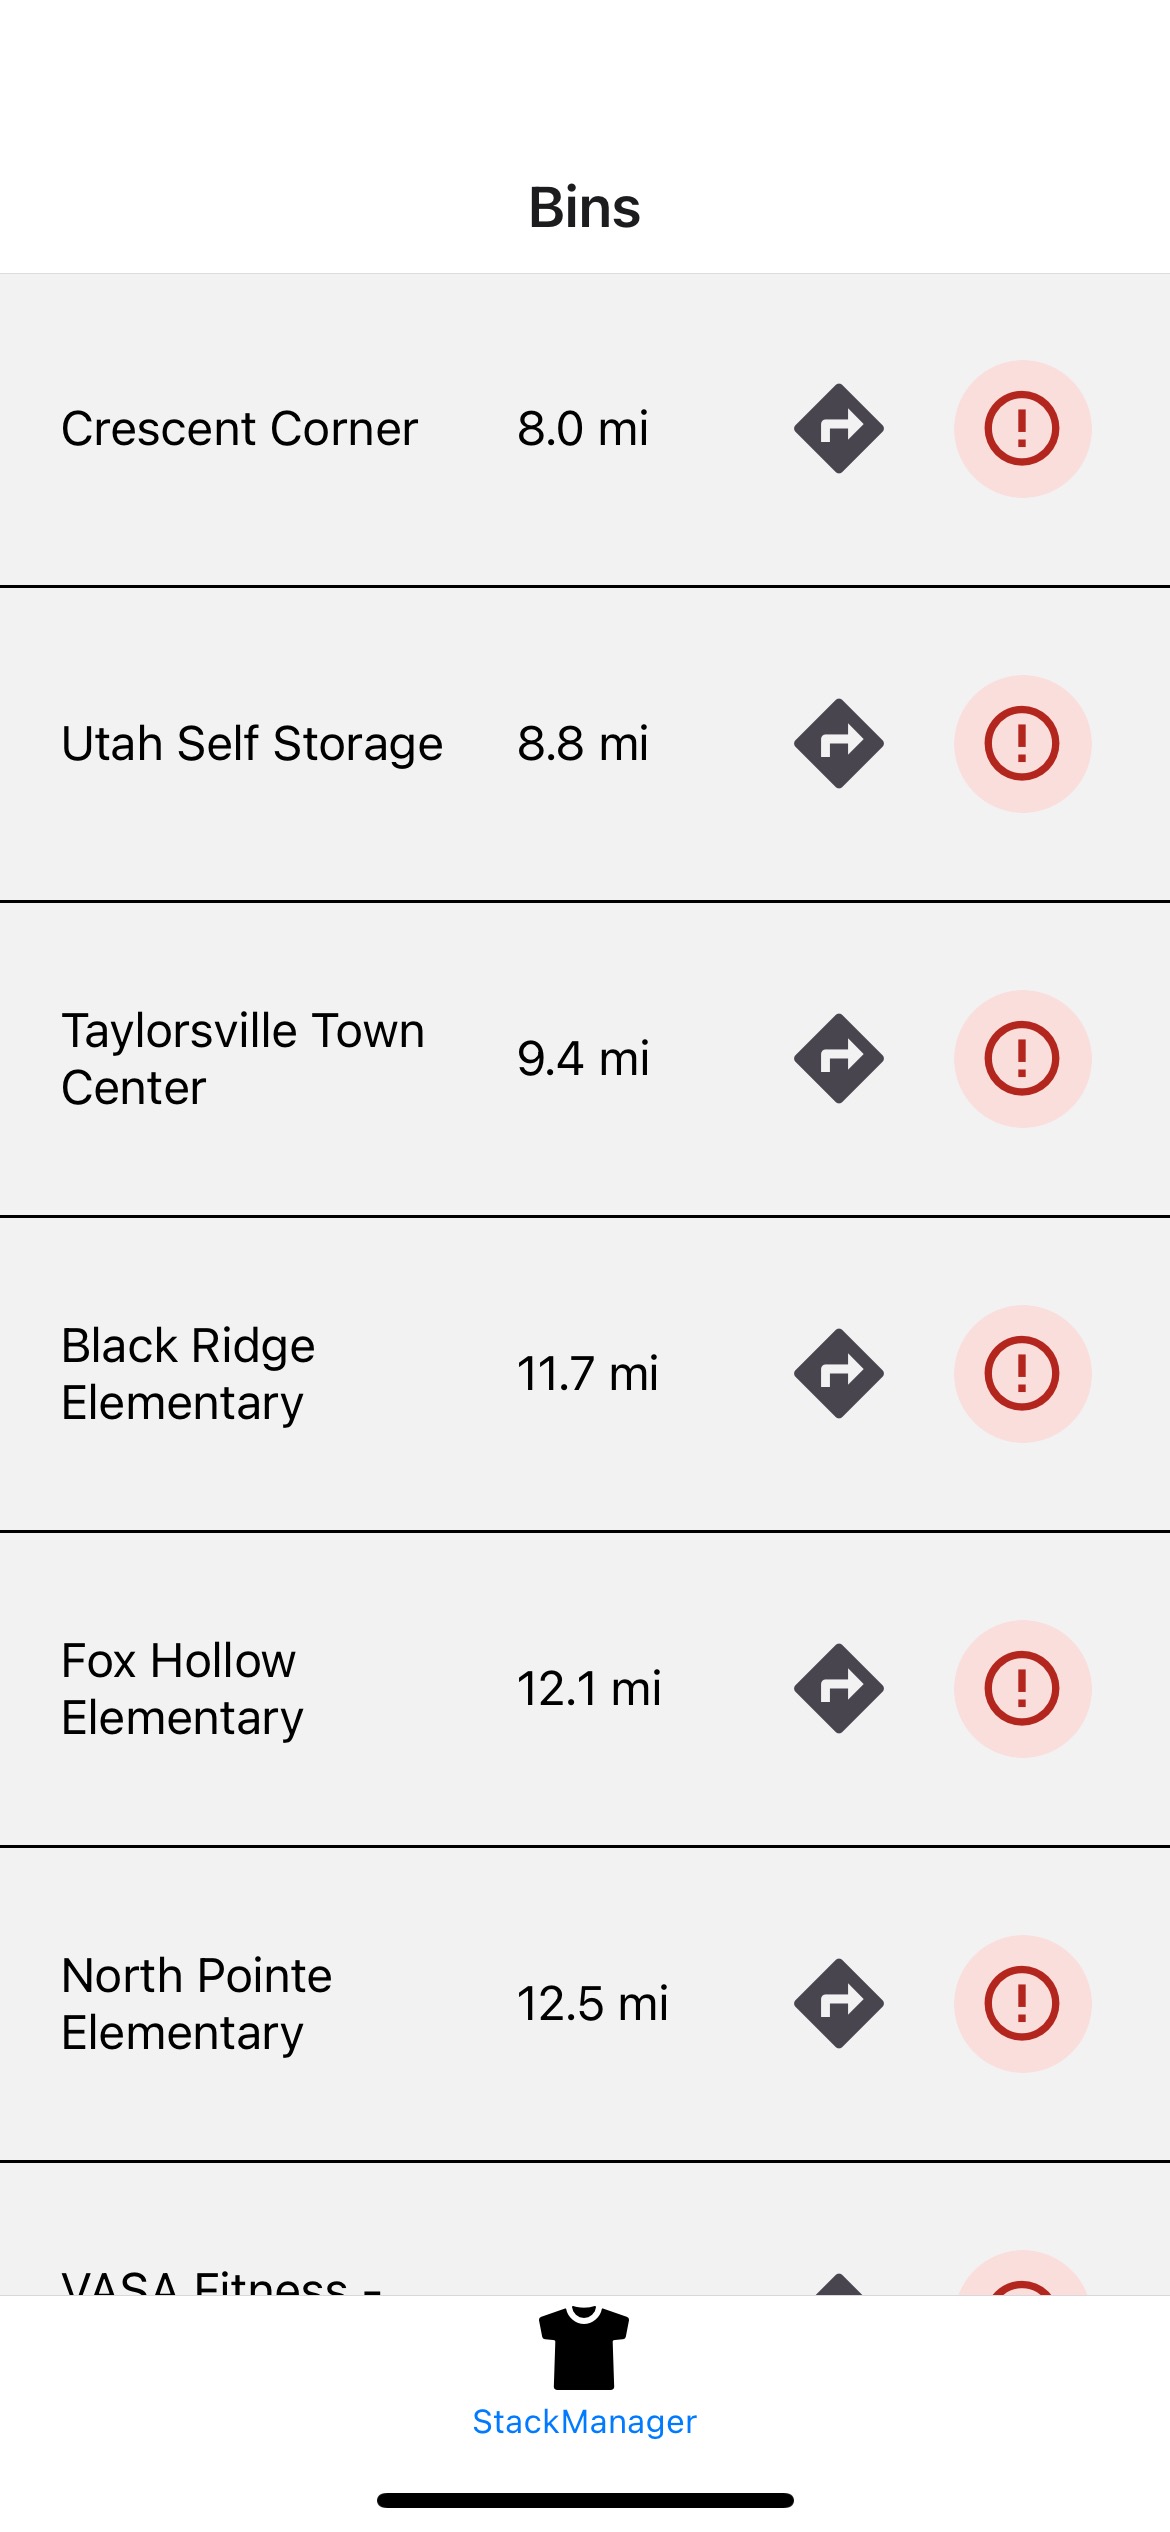 Bins
Crescent Corner
8.0 mi
Utah Self Storage
8.8 mi
Taylorsville Town
Center
9.4 mi
Black Ridge
Elementary
11.7 mi
Fox Hollow
Elementary
12.1 mi
North Pointe
Elementary
12.5 mi
VASA Fitness -
StackManager